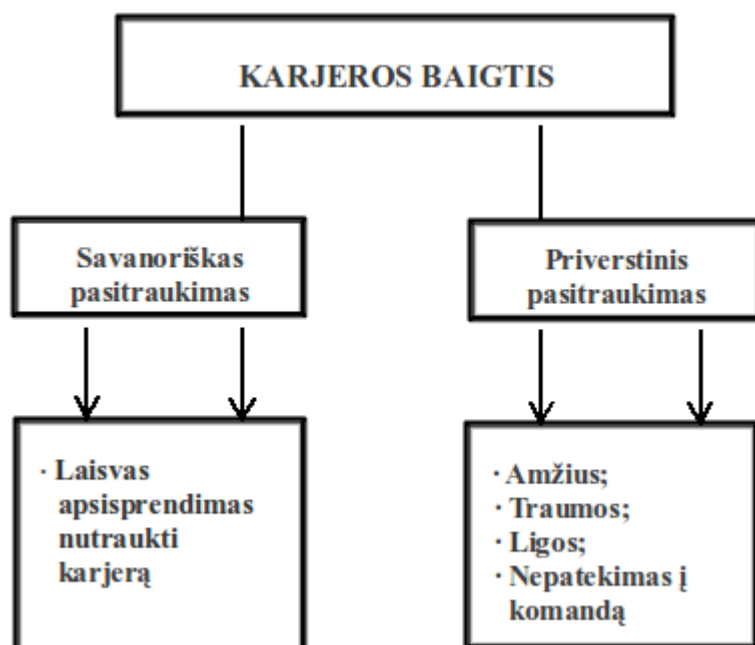 KARJEROS BAIGTIS
Savanoriškas
pasitraukimas
Priverstinis
pasitraukimas
· Laisvas
apsisprendimas
nutraukti
karjerą
· Amžius;
· Traumos;
· Ligos;
· Nepatekimas į
komandą